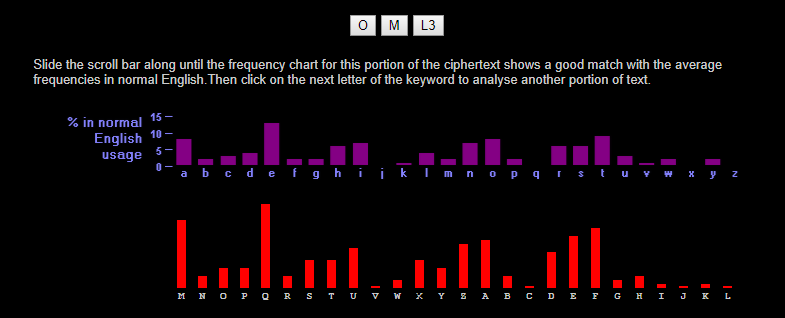 O M L3
Slide the scroll bar along until the frequency chart for this portion of the ciphertext shows a good match with the average
frequencies in normal English.Then click on the next letter of the keyword to analyse another portion of text.
% in normal
English
usage
15
10
5
0
a b c d e f g h i j k l m n o p q r s t u v w x y z
M N O P Q R S T U V W X Y Z A B C D E F G H I J K L